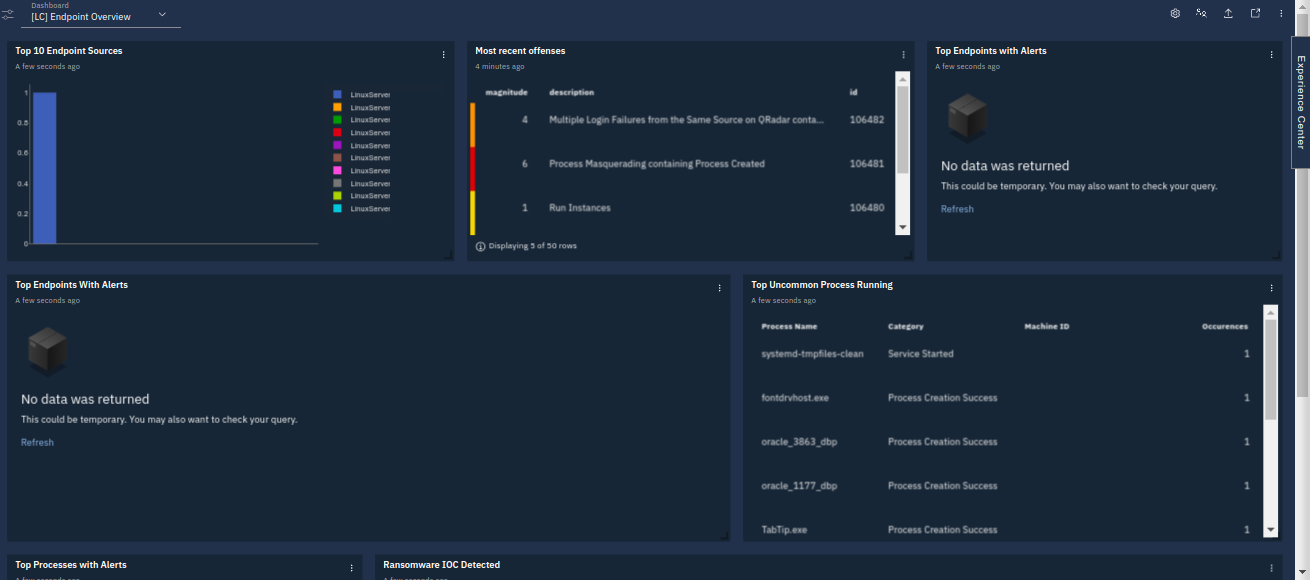 Dashboard
[LC] Endpoint Overview
Experience Center
Top 10 Endpoint Sources
A few seconds ago
1
0.8
0.6
0.4
0.2
0
LinuxServer
LinuxServer
LinuxServer
LinuxServer
LinuxServer
LinuxServer
LinuxServer
LinuxServer
LinuxServer
LinuxServer
Most recent offenses
4 minutes ago
magnitude description id
4 Multiple Login Failures from the Same Source on QRadar conta... 106482
6 Process Masquerading containing Process Created 106481
1 Run Instances 106480
Displaying 5 of 50 rows
Top Endpoints with Alerts
A few seconds ago
No data was returned
This could be temporary. You may also want to check your query.
Refresh
Top Endpoints With Alerts
A few seconds ago
No data was returned
This could be temporary. You may also want to check your query.
Refresh
Top Uncommon Process Running
A few seconds ago
Process Name Category Machine ID Occurences
systemd-tmpfiles-clean Service Started 1
fontdrvhost.exe Process Creation Success 1
oracle_3863_dbp Process Creation Success 1
oracle_1177_dbp Process Creation Success 1
TabTip.exe Process Creation Success 1
Top Processes with Alerts
A few seconds ago
Ransomware IOC Detected
A few seconds ago